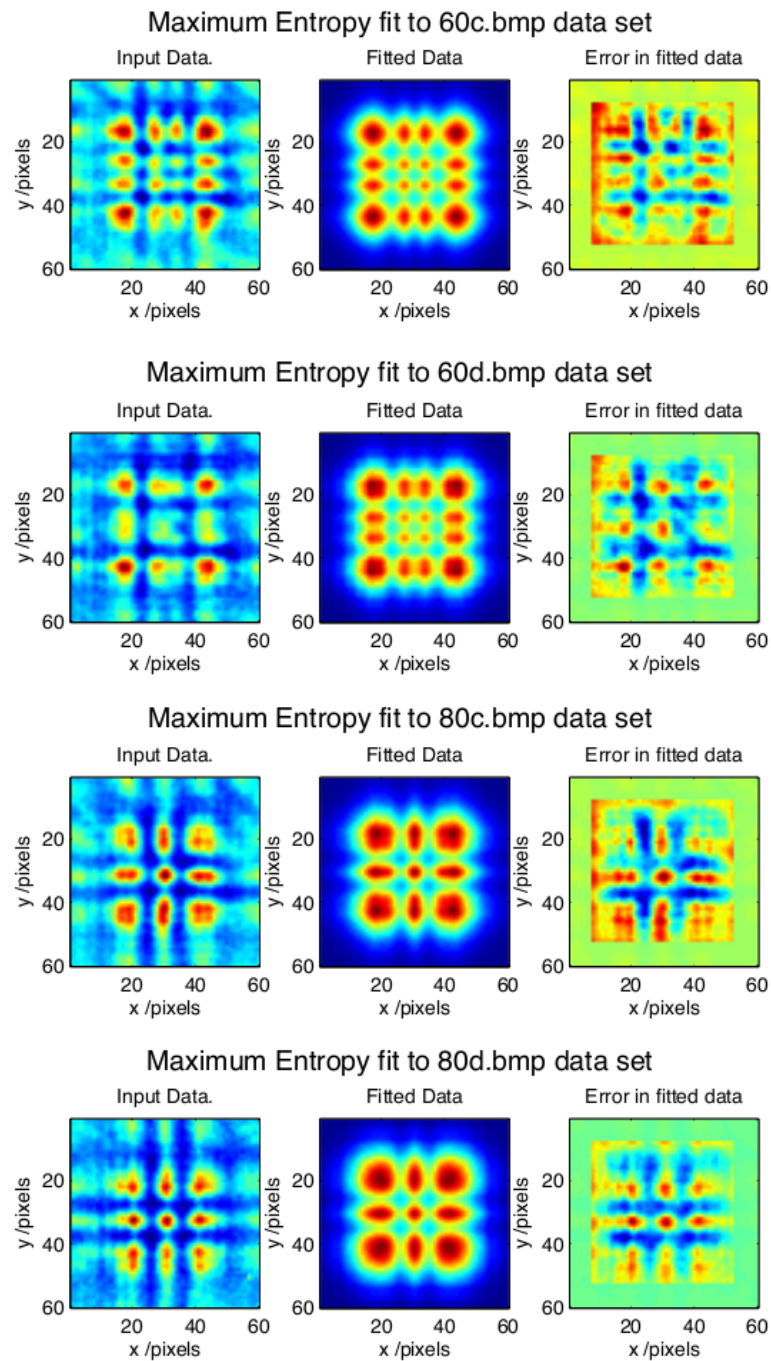 Maximum Entropy fit to 60c.bmp data set
Input Data. Fitted Data Error in fitted data
y /pixels 20 40 60 y /pixels 20 40 60 y /pixels 20 40 60
20 40 60 20 40 60 20 40 60
x /pixels x /pixels x /pixels
Maximum Entropy fit to 60d.bmp data set
Input Data. Fitted Data Error in fitted data
y /pixels 20 40 60 y /pixels 20 40 60 y /pixels 20 40 60
20 40 60 20 40 60 20 40 60
x /pixels x /pixels x /pixels
Maximum Entropy fit to 80c.bmp data set
Input Data. Fitted Data Error in fitted data
y /pixels 20 40 60 y /pixels 20 40 60 y /pixels 20 40 60
20 40 60 20 40 60 20 40 60
x /pixels x /pixels x /pixels
Maximum Entropy fit to 80d.bmp data set
Input Data. Fitted Data Error in fitted data
y /pixels 20 40 60 y /pixels 20 40 60 y /pixels 20 40 60
20 40 60 20 40 60 20 40 60
x /pixels x /pixels x /pixels